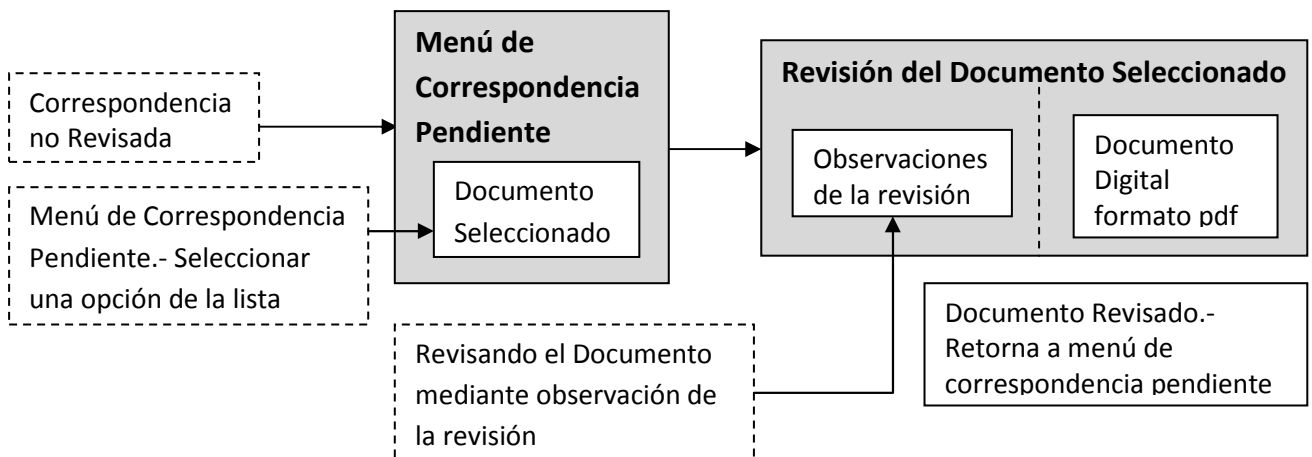 Correspondencia
no Revisada
Menú de Correspondencia
Pendiente.- Seleccionar
una opción de la lista
Menú de
Correspondencia
Pendiente
Documento
Seleccionado
Revisando el Documento
mediante observación de
la revisión
Revisión del Documento Seleccionado
Observaciones
de la revisión
Documento
Digital
formato pdf
Documento Revisado.-
Retorna a menú de
correspondencia pendiente